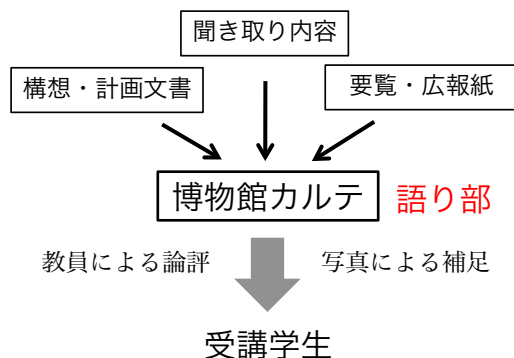 聞き取り内容
構想・計画文書
要覧・広報紙
博物館カルテ
語り部
教員による論評
写真による補足
受講学生